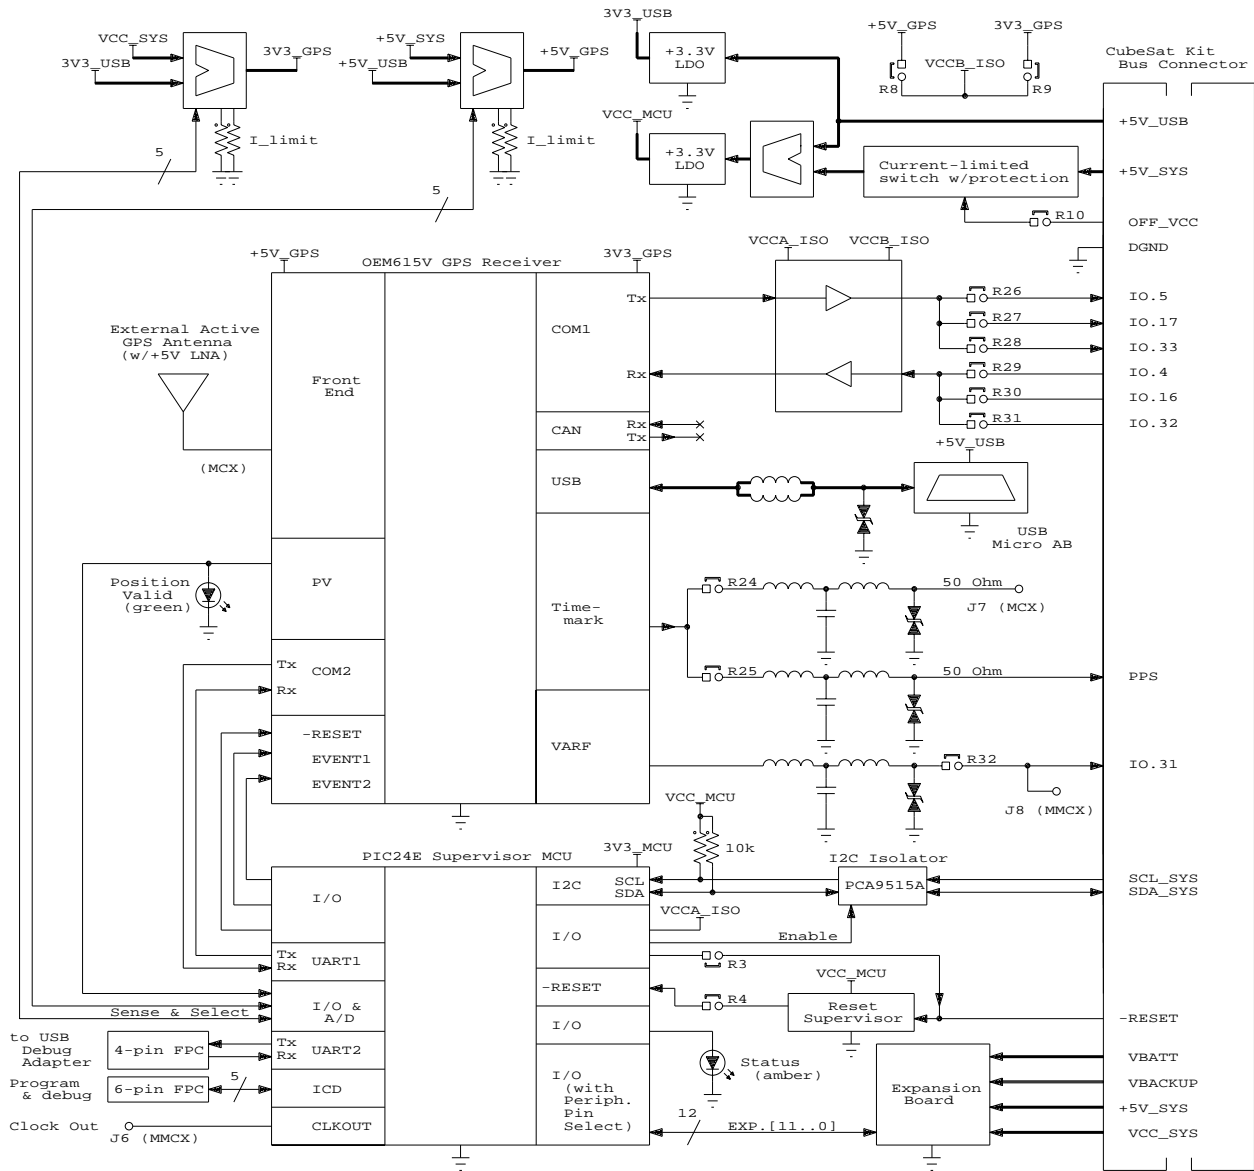 VCC_SYS
3V3_USB
3V3_GPS
I_limit
5
+5V_SYS
+5V_USB
+5V_GPS
I_limit
5
3V3_USB
+3.3V
LDO
VCC_MCU
+3.3V
LDO
+5V_GPS
3V3_GPS
VCCB_ISO
R8
R9
CubeSat Kit
Bus Connector
+5V_USB
Current-limited
switch w/protection
+5V_SYS
R10
OFF_VCC
DGND
VCCA_ISO
VCCB_ISO
+5V_GPS
OEM615V GPS Receiver
3V3_GPS
Tx
COM1
Rx
R26
IO.5
R27
IO.17
R28
IO.33
R29
IO.4
R30
IO.16
R31
IO.32
External Active
GPS Antenna
(w/+5V LNA)
(MCX)
Front
End
CAN
Rx
Tx
USB
+5V_USB
USB
Micro AB
Position
Valid
(green)
PV
Time-
mark
R24
50 Ohm
J7 (MCX)
R25
50 Ohm
PPS
Tx
COM2
Rx
-RESET
EVENT1
EVENT2
VARF
R32
IO.31
J8 (MMCX)
VCC_MCU
10k
PIC24E Supervisor MCU
3V3_MCU
I2C Isolator
I/O
I2C
SCL
SDA
PCA9515A
SCL_SYS
SDA_SYS
VCCA_ISO
I/O
Enable
Tx
Rx
UART1
R3
-RESET
R4
VCC_MCU
Reset
Supervisor
-RESET
Sense & Select
I/O &
A/D
I/O
to USB
Debug
Adapter
4-pin FPC
Tx
Rx
UART2
Status
(amber)
Program
& debug
6-pin FPC
5
ICD
I/O
(with
Periph.
Pin
Select)
Clock Out
J6 (MMCX)
CLKOUT
12
EXP.[11..0]
Expansion
Board
VBATT
VBACKUP
+5V_SYS
VCC_SYS